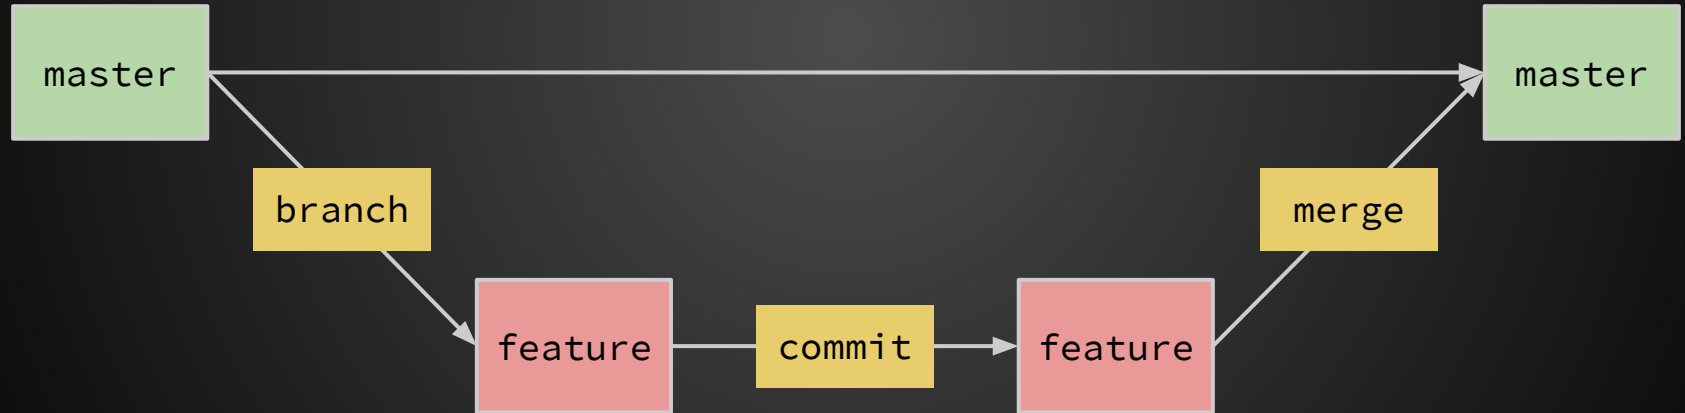 master
master
branch
merge
feature
commit
feature